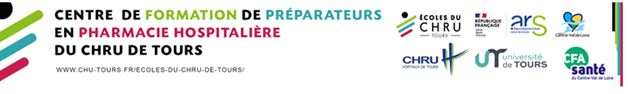 CENTRE DE FORMATION DE PRÉPARATEURS
EN PHARMACIE HOSPITALIÈRE
DU CHRU DE TOURS
WWW.CHU-TOURS.FR/ECOLES-DU-CHRU-DE-TOURS/
ECOLES DU
CHRU
TOURS
RÉPUBLIQUE
FRANÇAISE
ars
Centre-Val de Loire
CHRU
HÔPITAUX DE TOURS
université
de TOURS
CFA
santé
du Centre-Val de Loire